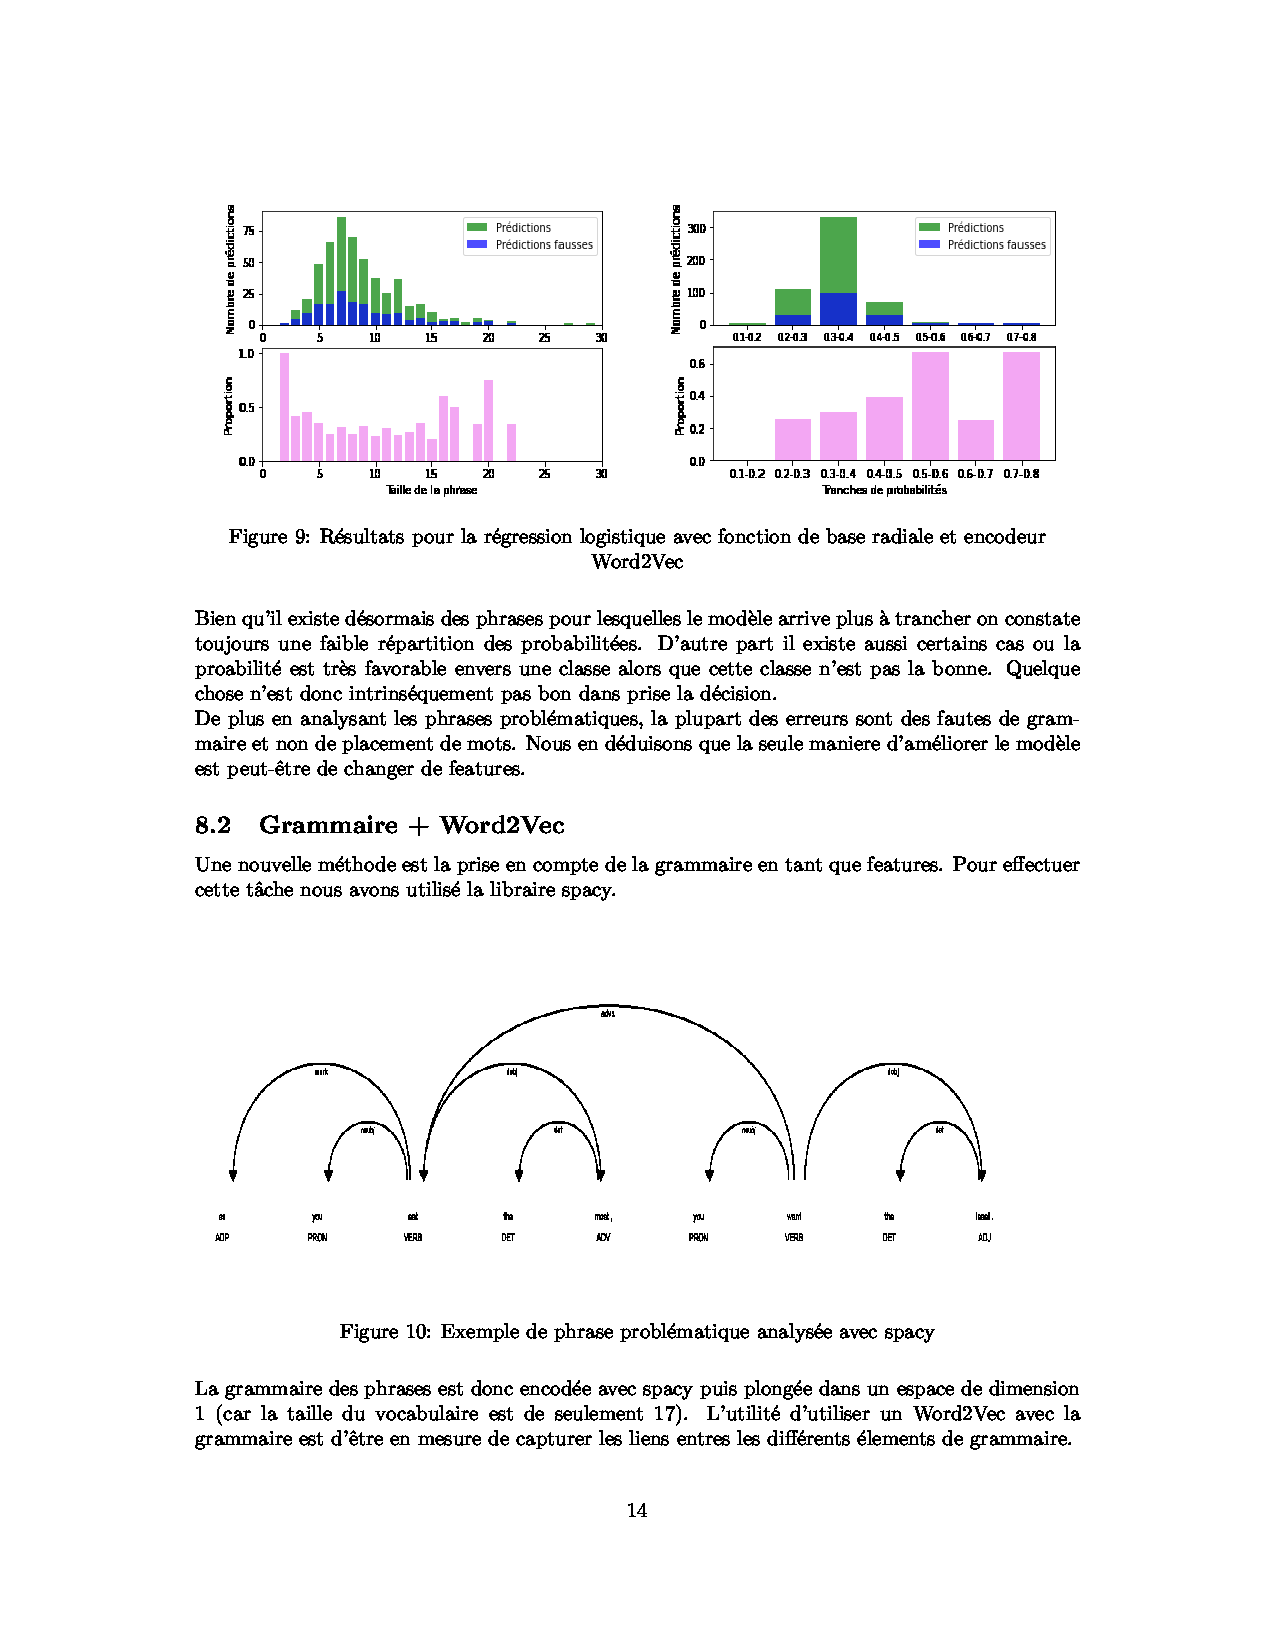 Nombre de prédictions
75
50
25
0
0 5 10 15 20 25 30
Prédictions
Prédictions fausses
Proportion
1.0
0.5
0.0
0 5 10 15 20 25 30
Taille de la phrase
Nombre de prédictions
300
200
100
0
0.1-0.2 0.2-0.3 0.3-0.4 0.4-0.5 0.5-0.6 0.6-0.7 0.7-0.8
Prédictions
Prédictions fausses
Proportion
0.6
0.4
0.2
0.0
0.1-0.2 0.2-0.3 0.3-0.4 0.4-0.5 0.5-0.6 0.6-0.7 0.7-0.8
Tranches de probabilités
Figure 9: Résultats pour la régression logistique avec fonction de base radiale et encodeur
Word2Vec
Bien qu'il existe désormais des phrases pour lesquelles le modèle arrive plus à trancher on constate
toujours une faible répartition des probabilitées. D'autre part il existe aussi certains cas ou la
proabilité est très favorable envers une classe alors que cette classe n'est pas la bonne. Quelque
chose n'est donc intrinséquement pas bon dans prise la décision.
De plus en analysant les phrases problématiques, la plupart des erreurs sont des fautes de gram-
maire et non de placement de mots. Nous en déduisons que la seule maniere d'améliorer le modèle
est peut-être de changer de features.
8.2 Grammaire + Word2Vec
Une nouvelle méthode est la prise en compte de la grammaire en tant que features. Pour effectuer
cette tâche nous avons utilisé la libraire spacy.
mark dobj dobj
nsubj det nsubj det
you eat the most, you want the
ADP PRON VERB DET ADV PRON VERB DET ADJ
Figure 10: Exemple de phrase problématique analysée avec spacy
La grammaire des phrases est donc encodée avec spacy puis plongée dans un espace de dimension
1 (car la taille du vocabulaire est de seulement 17). L'utilité d'utiliser un Word2Vec avec la
grammaire est d'être en mesure de capturer les liens entres les différents élements de grammaire.
14